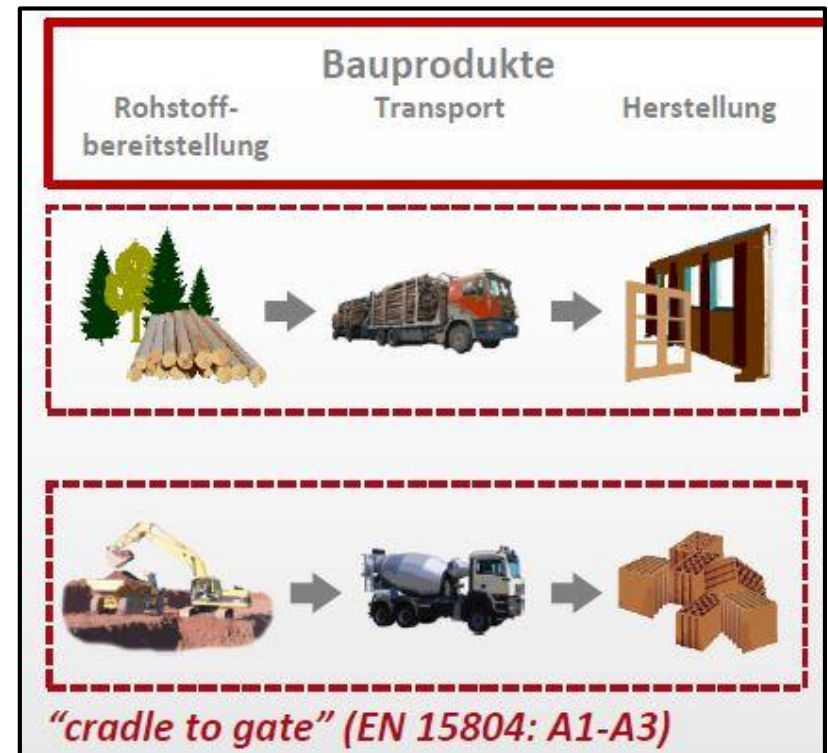 Bauprodukte
Rohstoff-
bereitstellung
Transport
Herstellung
“cradle to gate” (EN 15804: A1-A3)